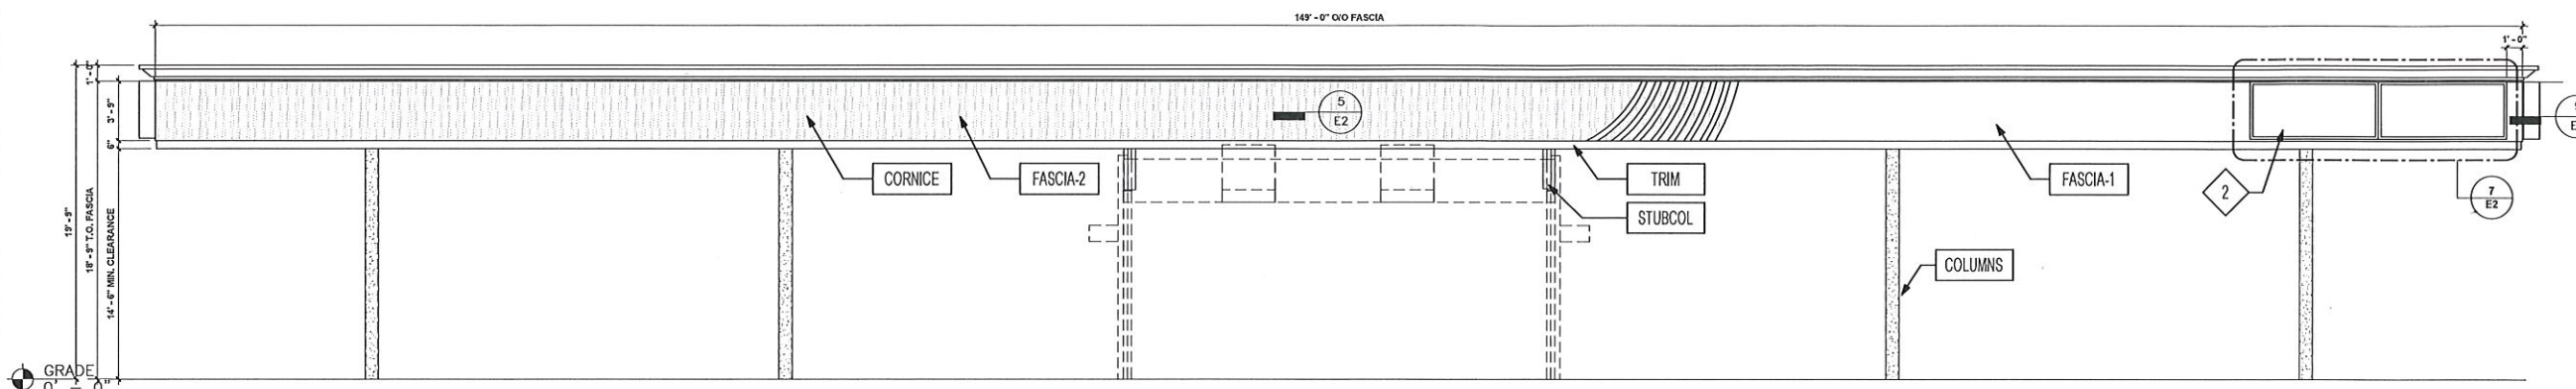 149' - 0" O/O FASCIA
1' - 0"
1' - 0"
3' - 9"
6"
19' - 9"
18' - 9" T.O. FASCIA
14' - 6" MIN. CLEARANCE
5
E2
CORNICE
FASCIA-2
TRIM
STUBCOL
FASCIA-1
2
7
E2
COLUMNS
GRADE
0' - 0"